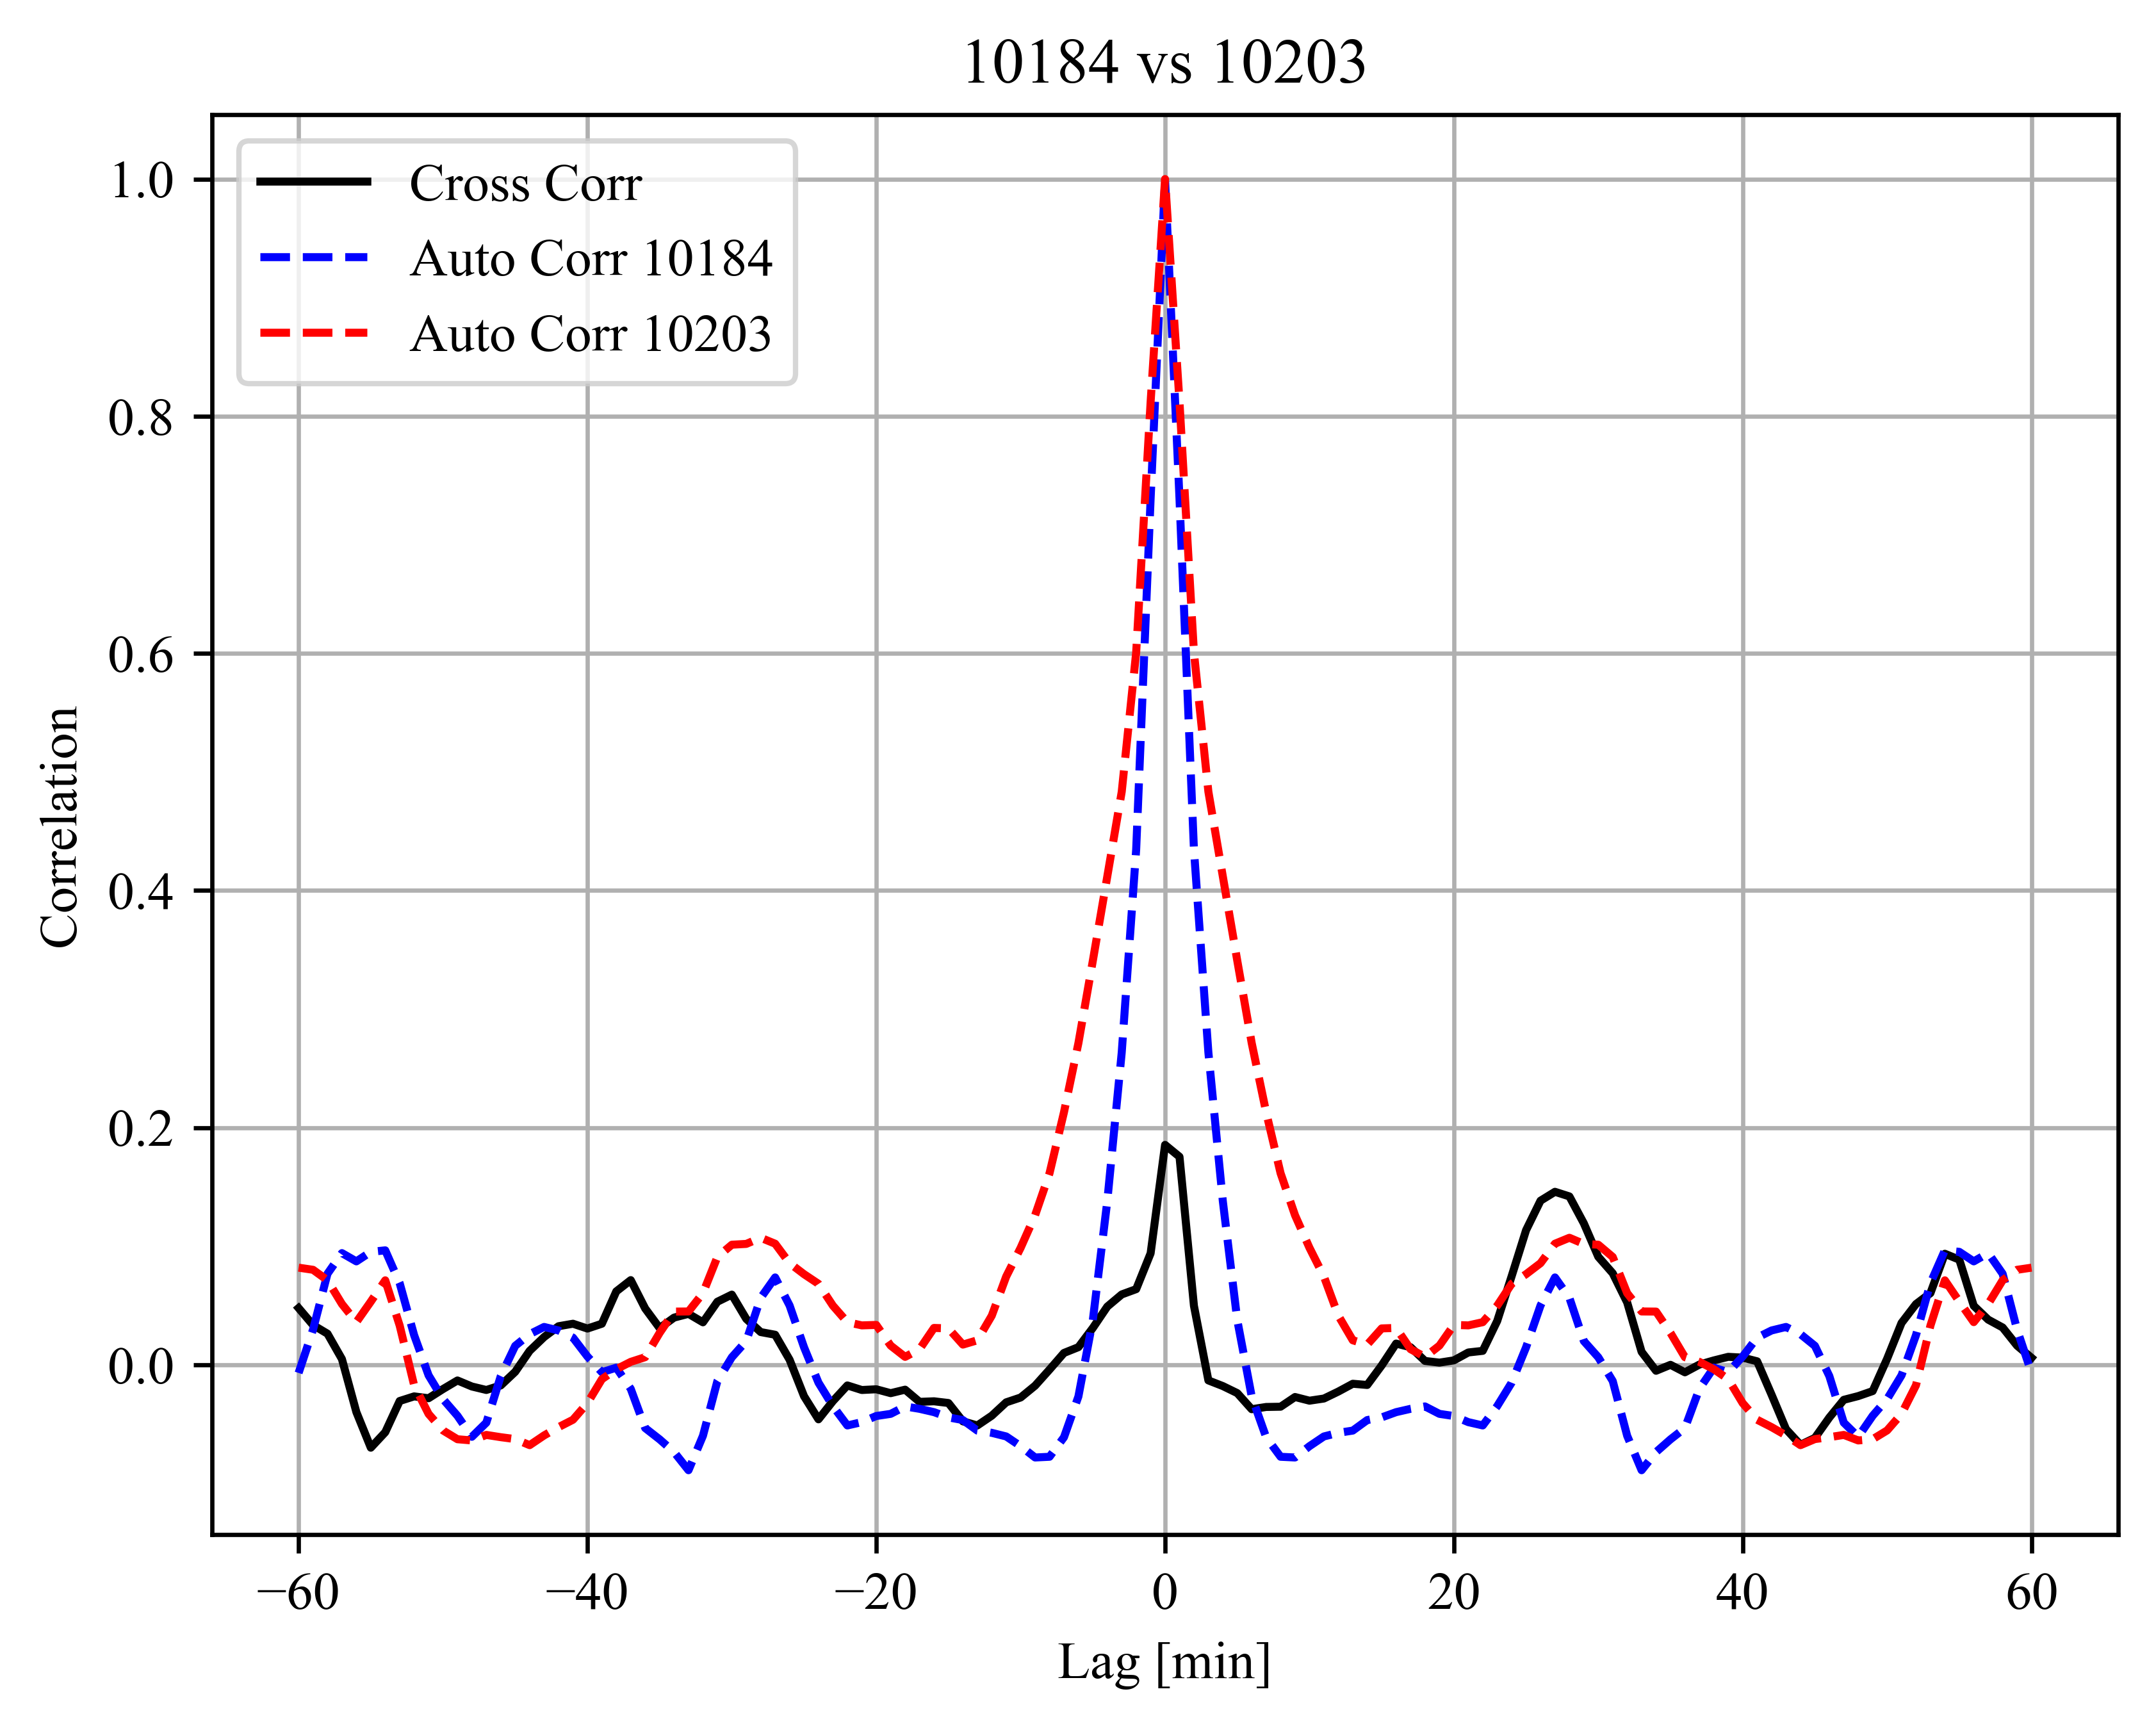 10184 vs 10203
Cross Corr
Auto Corr 10184
Auto Corr 10203
1.0
0.8
0.6
0.4
0.2
0.0
Correlation
−60 −40 −20 0 20 40 60
Lag [min]